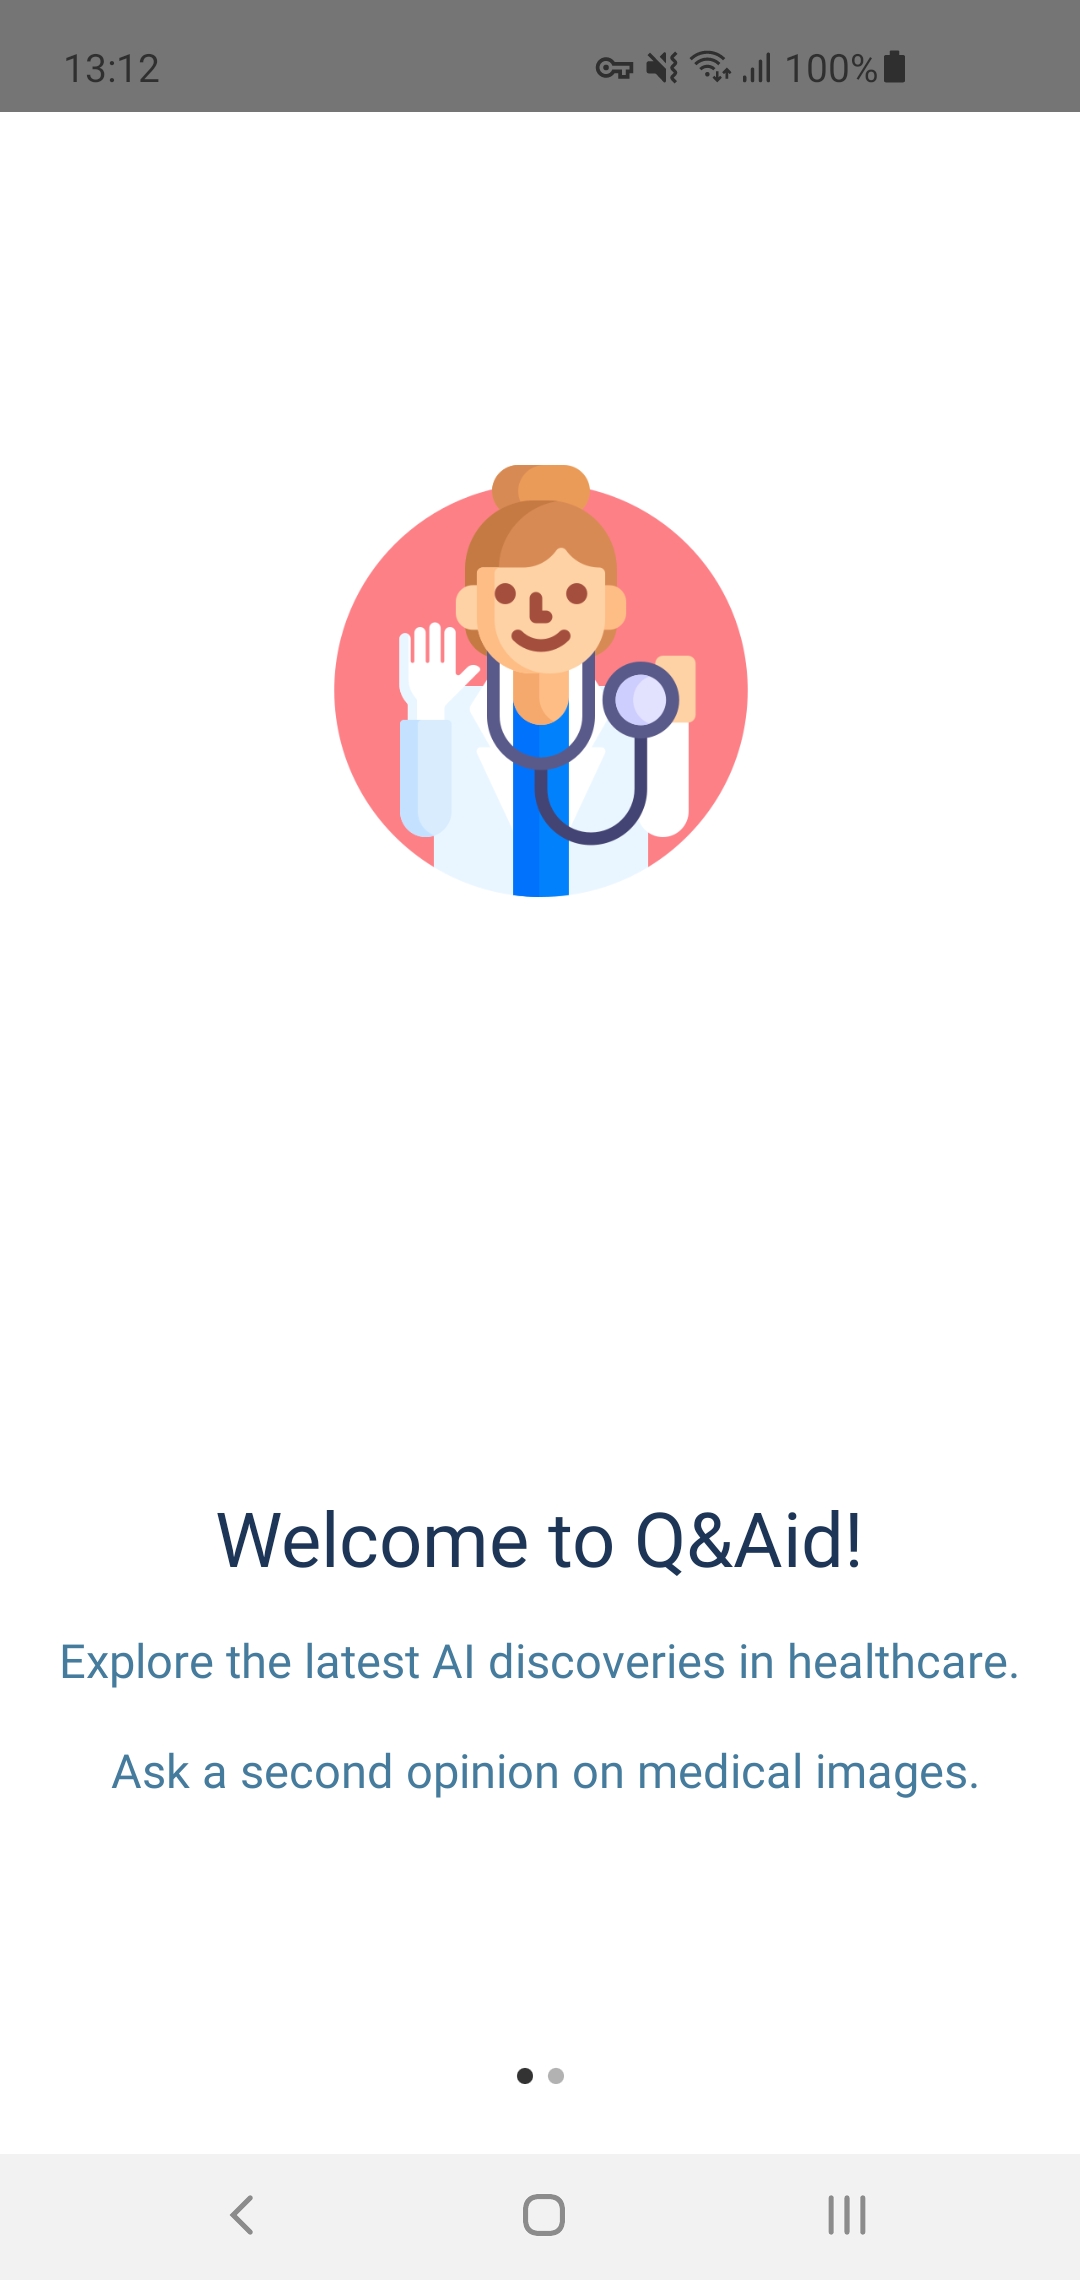 13:12 100%
Welcome to Q&Aid!
Explore the latest AI discoveries in healthcare.
Ask a second opinion on medical images.